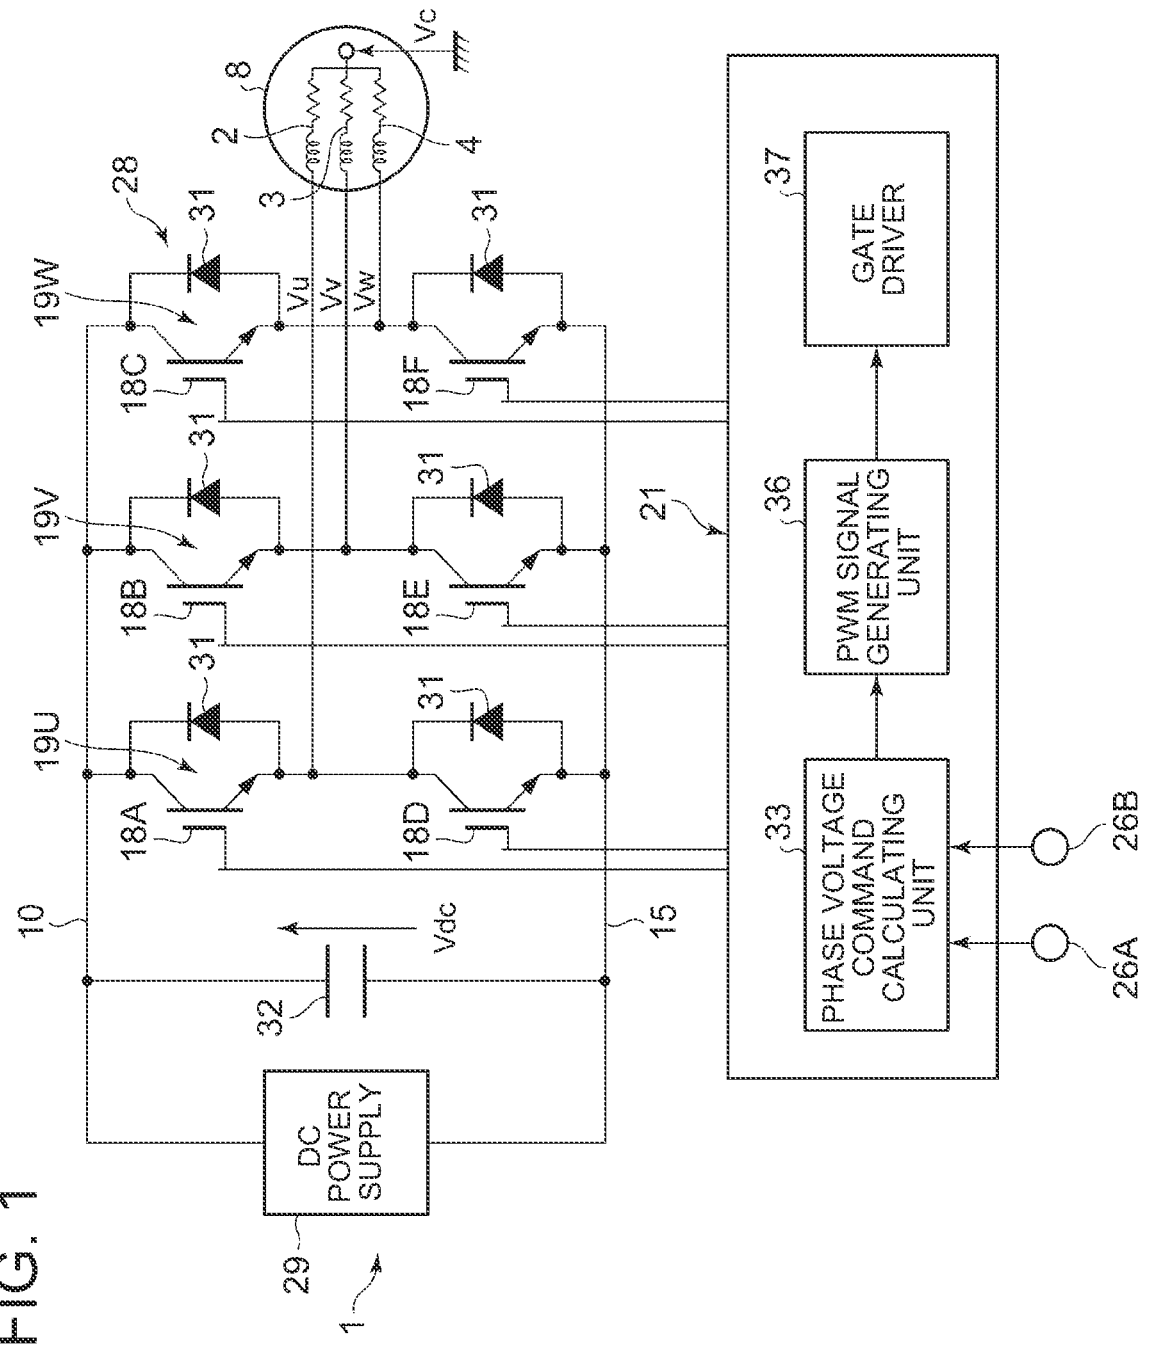 FIG. 1
1
29
DC
POWER
SUPPLY
10
32
Vdc
15
19U
19V
19W
28
18A
18B
18C
31
31
31
18D
18E
18F
31
31
31
Vu
Vv
Vw
8
2
3
4
Vc
21
33
PHASE VOLTAGE
COMMAND
CALCULATING
UNIT
36
PWM SIGNAL
GENERATING
UNIT
37
GATE
DRIVER
26A
26B